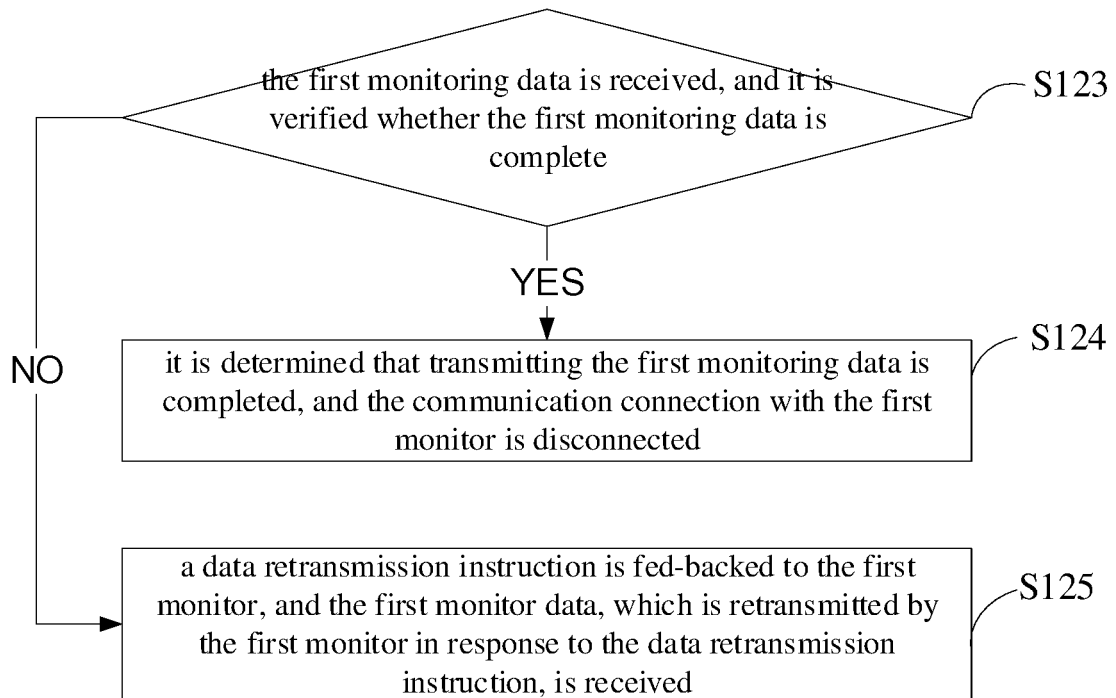 the first monitoring data is received, and it is
verified whether the first monitoring data is
complete
S123
YES
it is determined that transmitting the first monitoring data is
completed, and the communication connection with the first
monitor is disconnected
S124
NO
a data retransmission instruction is fed-backed to the first
monitor, and the first monitor data, which is retransmitted by
the first monitor in response to the data retransmission
instruction, is received
S125